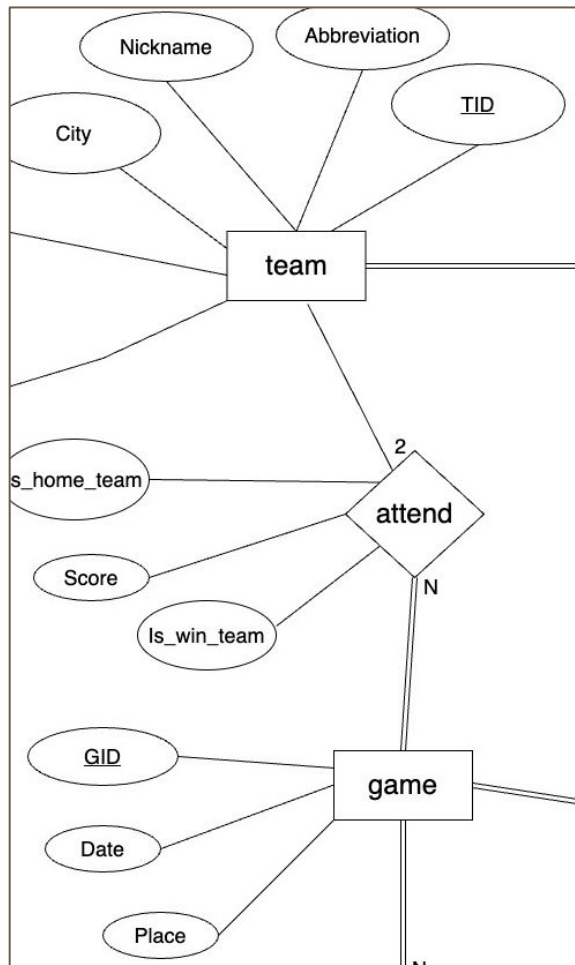 Nickname
Abbreviation
TID
City
team
2
s_home_team
attend
Score
N
Is_win_team
GID
game
Date
Place
N